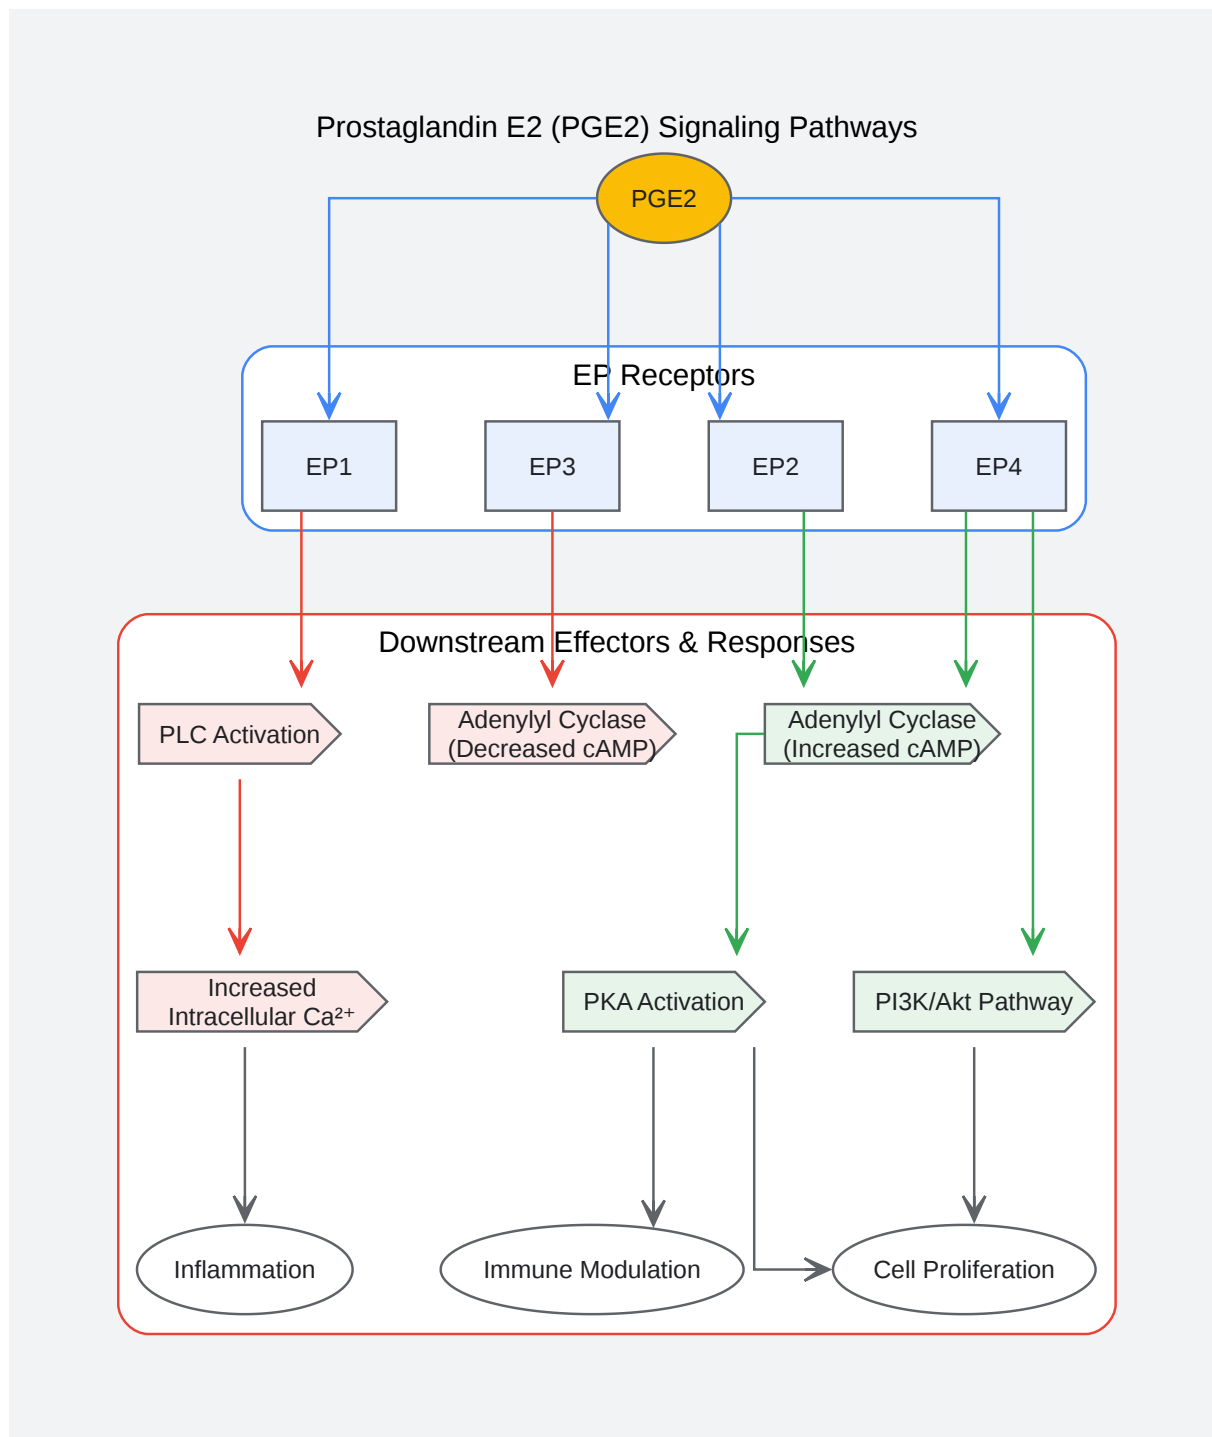 Prostaglandin E2 (PGE2) Signaling Pathways
PGE2
EP Receptors
EP1
EP3
EP2
EP4
Downstream Effectors & Responses
PLC Activation
Adenylyl Cyclase
(Decreased cAMP)
Adenylyl Cyclase
(Increased cAMP)
Increased
Intracellular Ca²⁺
PKA Activation
PI3K/Akt Pathway
Inflammation
Immune Modulation
Cell Proliferation